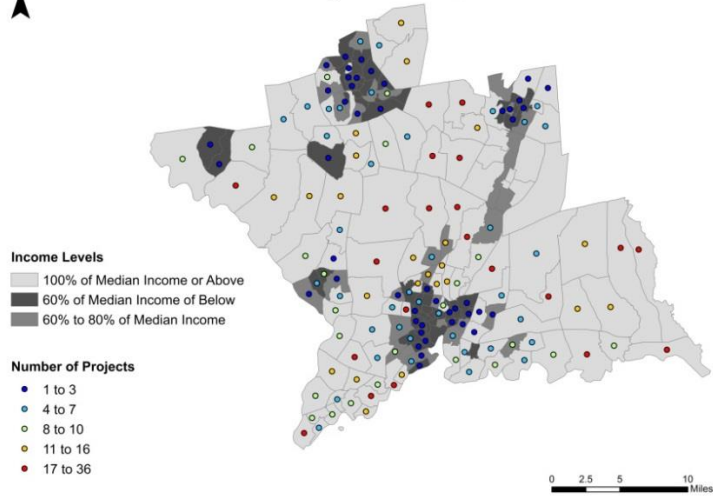 Income Levels
100% of Median Income or Above
60% of Median Income of Below
60% to 80% of Median Income
Number of Projects
1 to 3
4 to 7
8 to 10
11 to 16
17 to 36
0 2.5 5 10
Miles